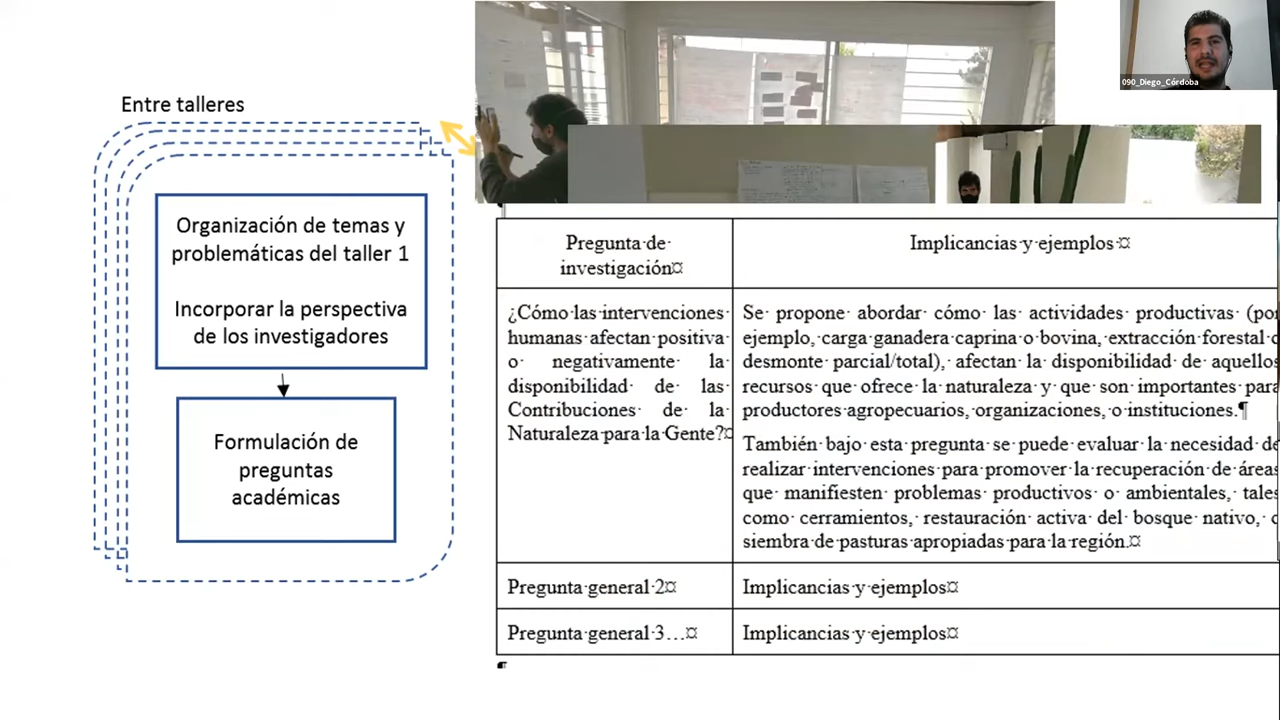 090_Diego_Córdoba
Entre talleres
Organización de temas y
problemáticas del taller 1
Incorporar la perspectiva
de los investigadores
Formulación de
preguntas
académicas
Pregunta·de·
investigación¤
Implicancias·y·ejemplos·¤
¿Cómo·las·intervenciones·
humanas·afectan·positiva·
o· negativamente· la·
disponibilidad· de· las·
Contribuciones· de· la·
Naturaleza·para·la·Gente?¤
Se· propone· abordar· cómo· las· actividades· productivas· (por
ejemplo,·carga·ganadera·caprina·o·bovina,·extracción·forestal·o
desmonte· parcial/total),· afectan· la· disponibilidad· de· aquellos
recursos· que· ofrece· la· naturaleza· y· que· son· importantes· para
productores·agropecuarios,·organizaciones,·o·instituciones.¶
También· bajo· esta· pregunta· se· puede· evaluar· la· necesidad· de
realizar· intervenciones· para· promover· la· recuperación· de· áreas
que· manifiesten· problemas· productivos· o· ambientales,· tales
como· cerramientos,· restauración· activa· del· bosque· nativo,·
siembra·de·pasturas·apropiadas·para·la·región.¤
Pregunta·general·2¤
Implicancias·y·ejemplos¤
Pregunta·general·3…¤
Implicancias·y·ejemplos¤
¶